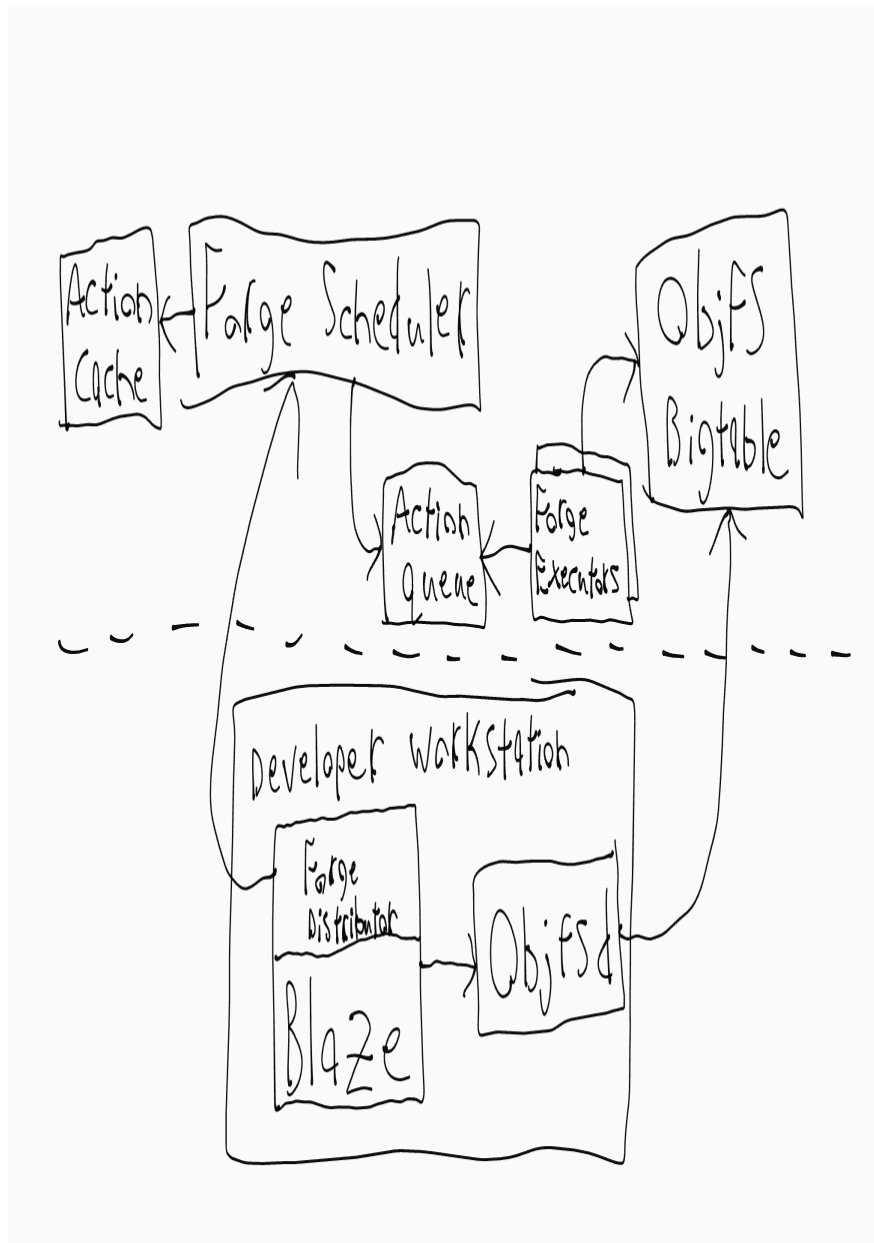 Action
Cache
Forge Scheduler
ObjFS
Bigtable
Action
queue
Forge
Executors
Developer Workstation
Forge
Distributor
Blaze
ObjFSd